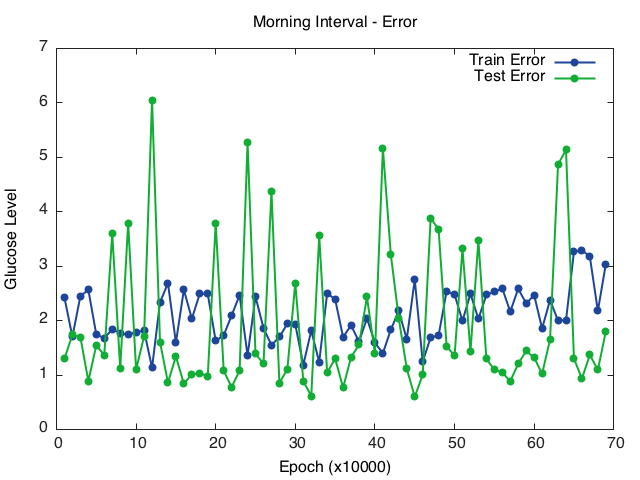 Morning Interval - Error
7
6
5
4
3
2
1
0
Glucose Level
Train Error
Test Error
0 10 20 30 40 50 60 70
Epoch (x10000)